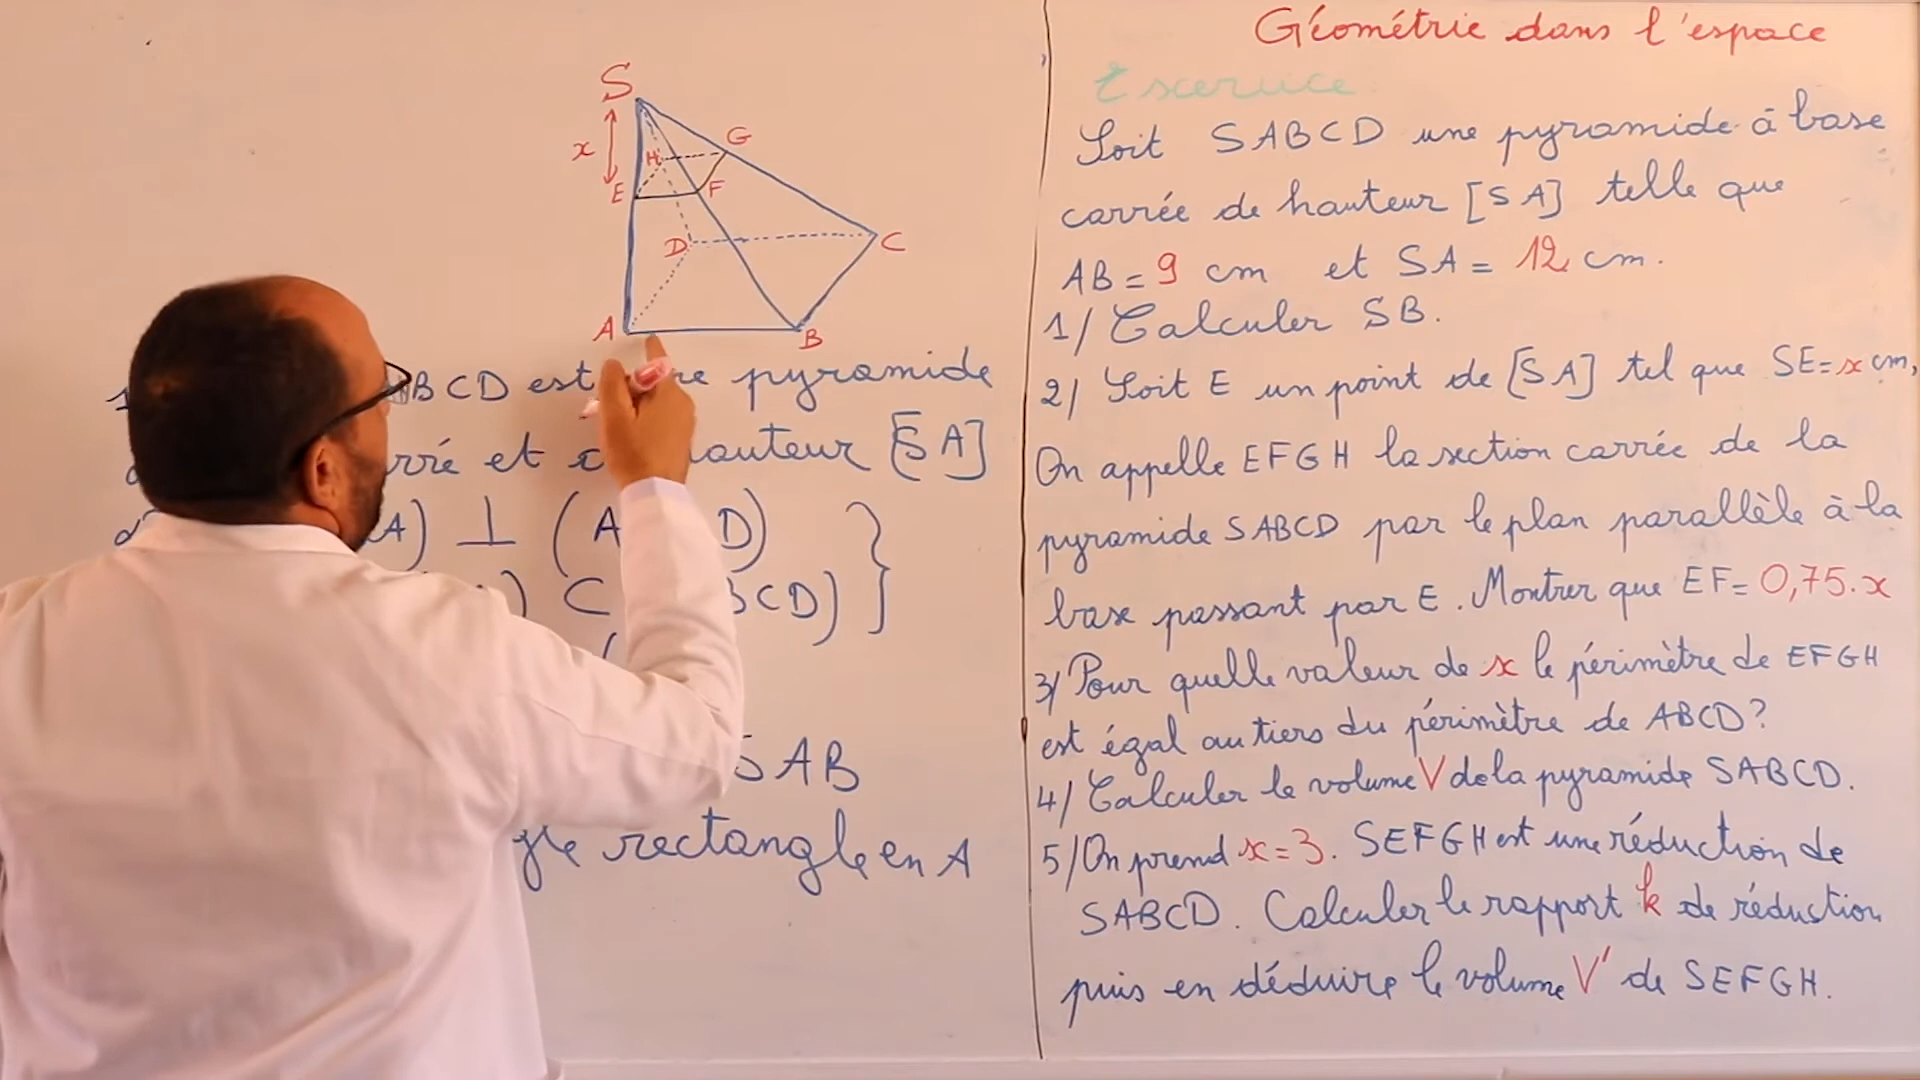 S
x
H
G
E
F
D
C
A
B
BCD est pyramide
et hauteur [SA]
A) ⊥ (A D)
) ⊂ BCD) }
SAB
rectangle en A
Géométrie dans l'espace
Exercice
Soit SABCD une pyramide à base
carrée de hauteur [SA] telle que
AB = 9 cm et SA = 12 cm.
1/ Calculer SB.
2/ Soit E un point de [SA] tel que SE = x cm,
On appelle EFGH la section carrée de la
pyramide SABCD par le plan parallèle à la
base passant par E. Montrer que EF = 0,75.x
3/ Pour quelle valeur de x le périmètre de EFGH
est égal au tiers du périmètre de ABCD?
4/ Calculer le volume V de la pyramide SABCD.
5/ On prend x = 3. SEFGH est une réduction de
SABCD. Calculer le rapport k de réduction
puis en déduire le volume V' de SEFGH.